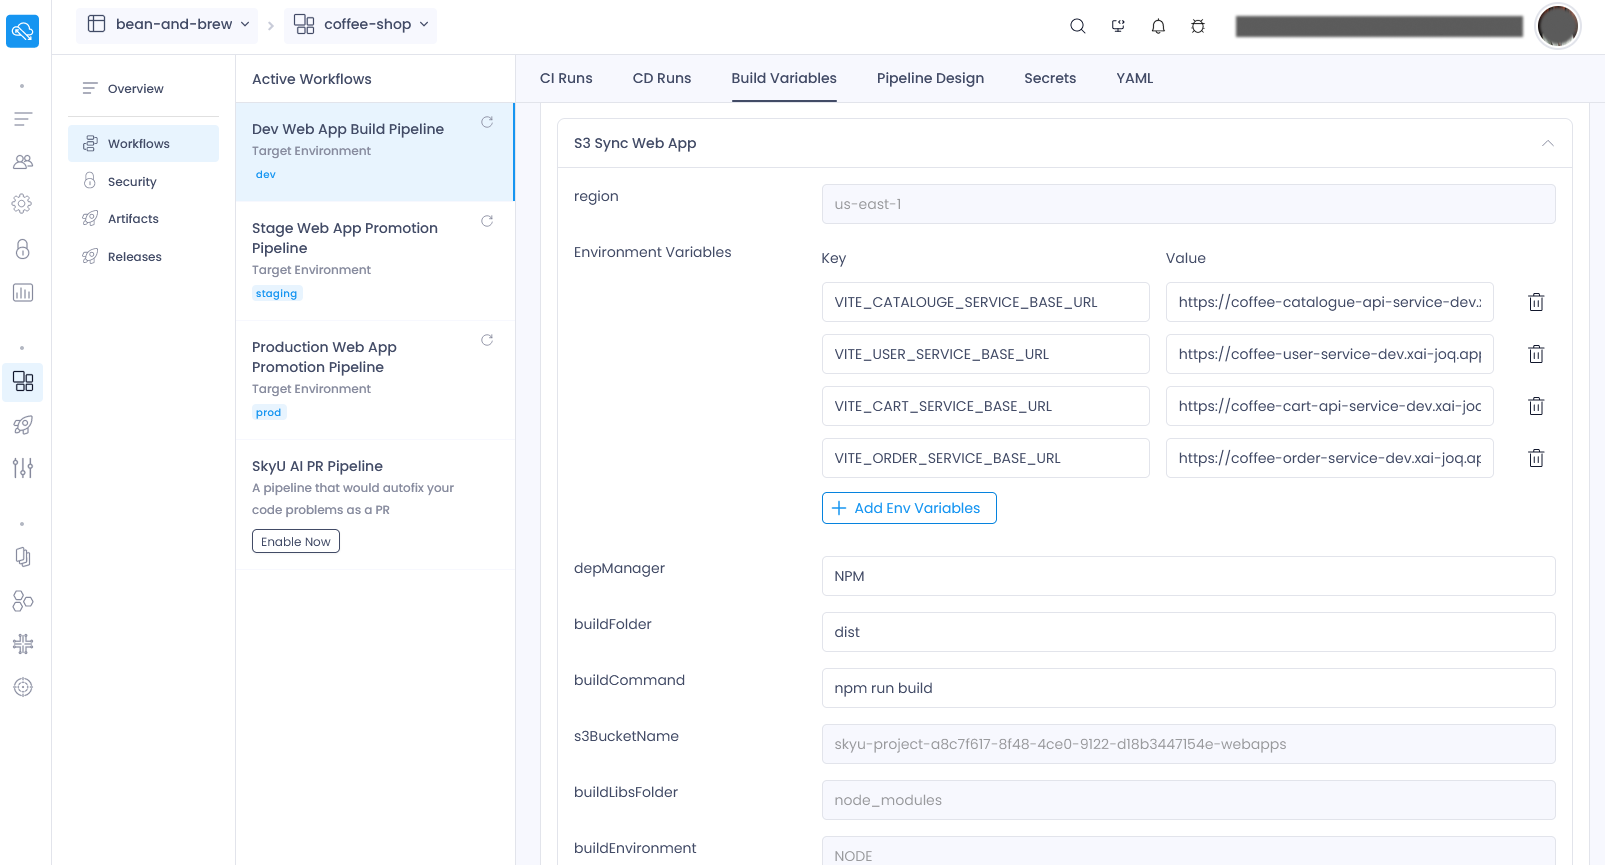 bean-and-brew
coffee-shop
Overview
Workflows
Security
Artifacts
Releases
Active Workflows
Dev Web App Build Pipeline
Target Environment
dev
Stage Web App Promotion
Pipeline
Target Environment
staging
Production Web App
Promotion Pipeline
Target Environment
prod
SkyU AI PR Pipeline
A pipeline that would autofix your
code problems as a PR
Enable Now
CI Runs
CD Runs
Build Variables
Pipeline Design
Secrets
YAML
S3 Sync Web App
region
us-east-1
Environment Variables
Key
Value
VITE_CATALOUGE_SERVICE_BASE_URL
https://coffee-catalogue-api-service-dev.
VITE_USER_SERVICE_BASE_URL
https://coffee-user-service-dev.xai-joq.ap
VITE_CART_SERVICE_BASE_URL
https://coffee-cart-api-service-dev.xai-joc
VITE_ORDER_SERVICE_BASE_URL
https://coffee-order-service-dev.xai-joq.ap
Add Env Variables
depManager
NPM
buildFolder
dist
buildCommand
npm run build
s3BucketName
skyu-project-a8c7f617-8f48-4ce0-9122-d18b3447154e-webapps
buildLibsFolder
node_modules
buildEnvironment
NODE